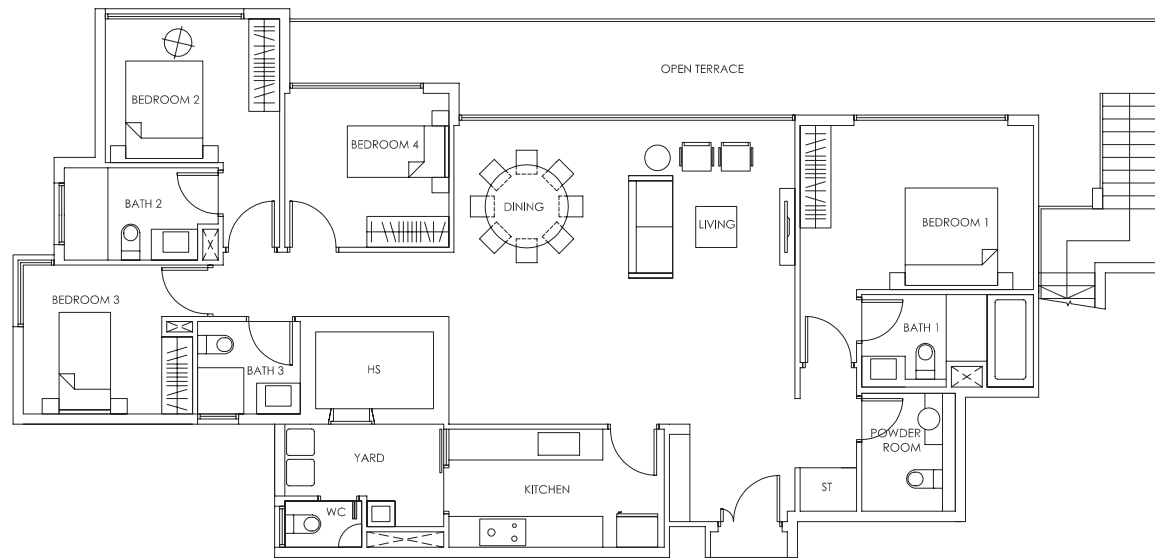 OPEN TERRACE
BEDROOM 2
BEDROOM 4
BATH 2
DINING
LIVING
BEDROOM 1
BEDROOM 3
BATH 1
HS
BATH 3
POWDER
ROOM
YARD
KITCHEN
ST
WC